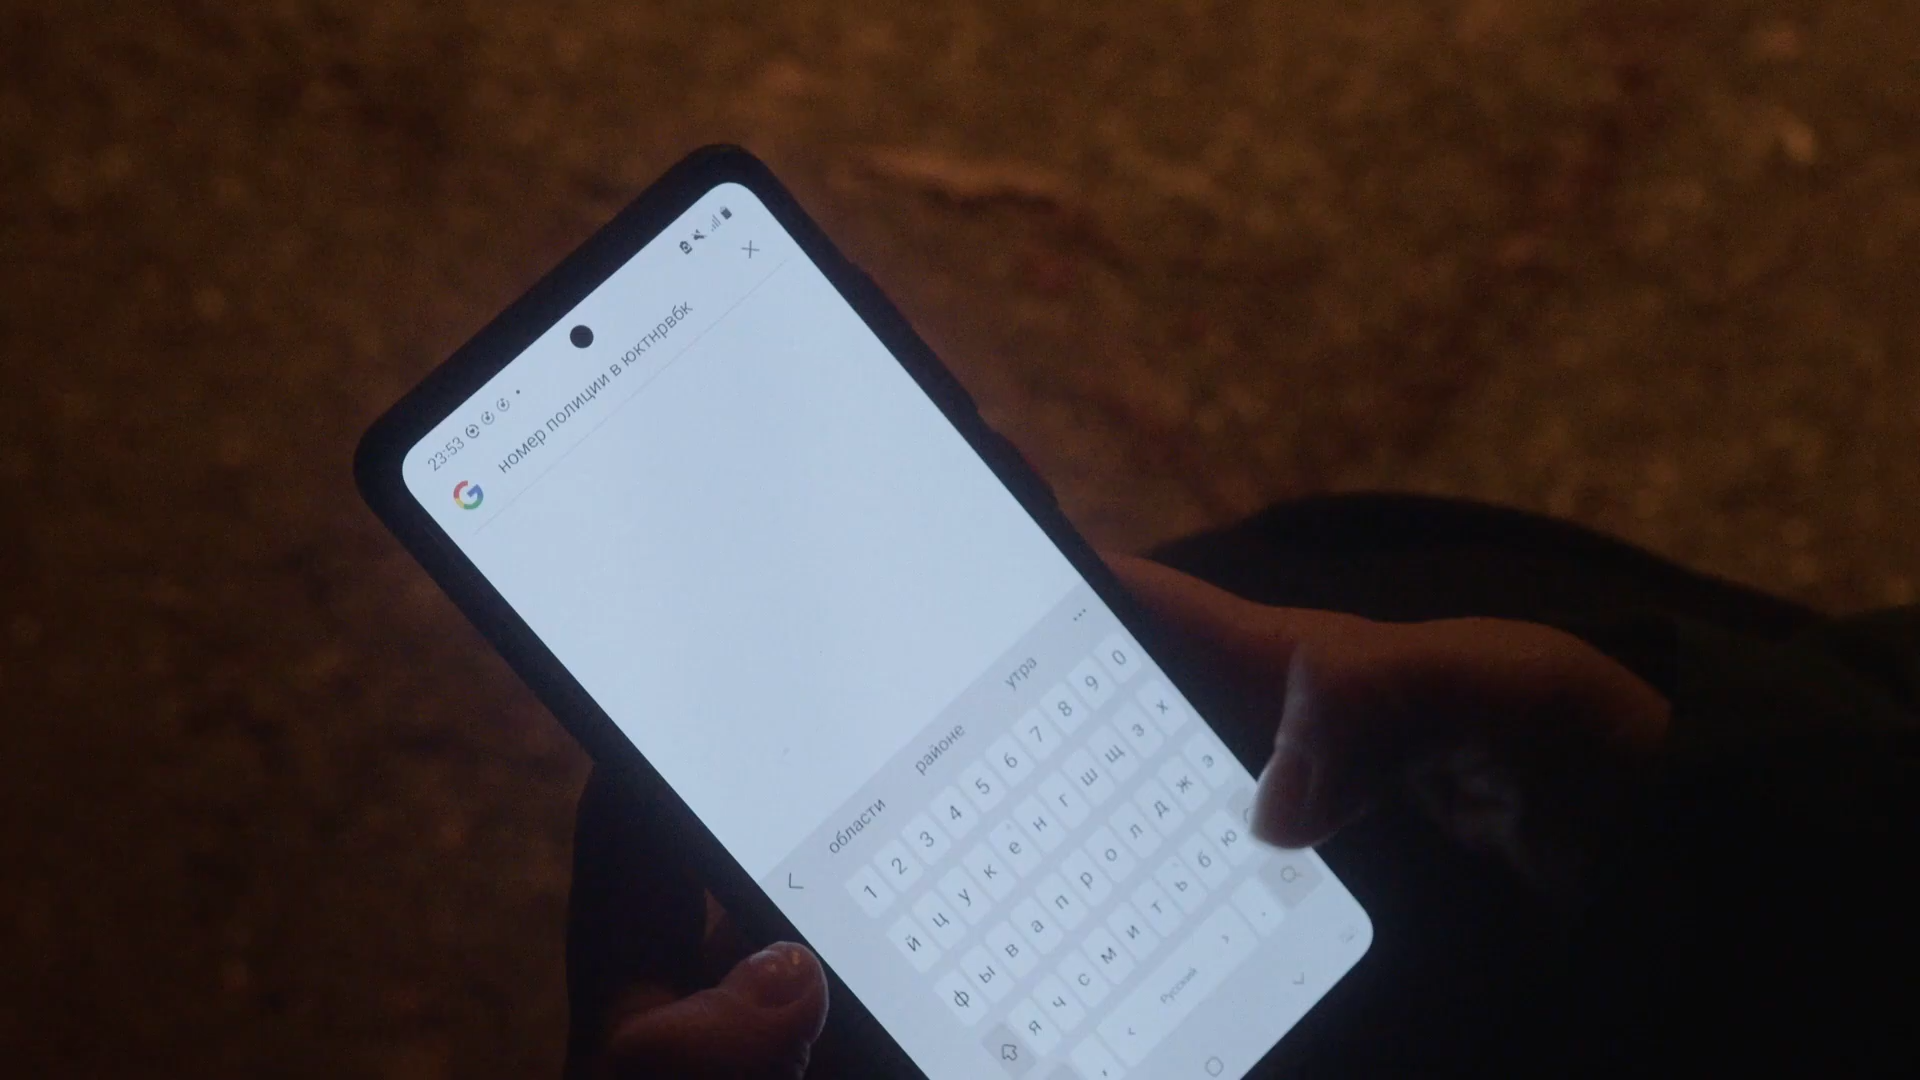 23:53
номер полиции в юктнрвбк
области районе утра
1 2 3 4 5 6 7 8 9 0
й ц у к е н г ш щ з х
ф ы в а п р о л д ж э
я ч с м и т ь б ю
, Русский .